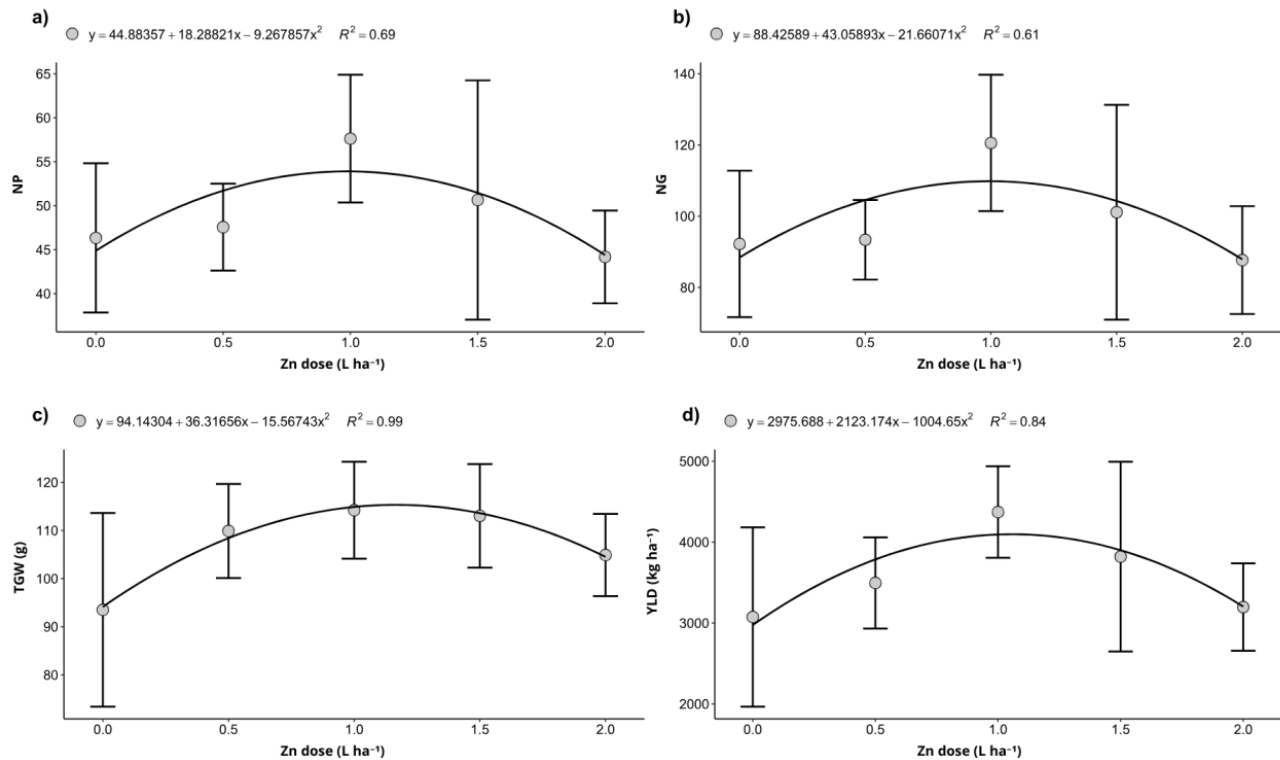 a)
y = 44.88357 + 18.28821x − 9.267857x² R² = 0.69
65
60
55
50
45
40
NP
0.0 0.5 1.0 1.5 2.0
Zn dose (L ha⁻¹)
b)
y = 88.42589 + 43.05893x − 21.66071x² R² = 0.61
140
120
100
80
NG
0.0 0.5 1.0 1.5 2.0
Zn dose (L ha⁻¹)
c)
y = 94.14304 + 36.31656x − 15.56743x² R² = 0.99
120
110
100
90
80
TGW (g)
0.0 0.5 1.0 1.5 2.0
Zn dose (L ha⁻¹)
d)
y = 2975.688 + 2123.174x − 1004.65x² R² = 0.84
5000
4000
3000
2000
YLD (kg ha⁻¹)
0.0 0.5 1.0 1.5 2.0
Zn dose (L ha⁻¹)